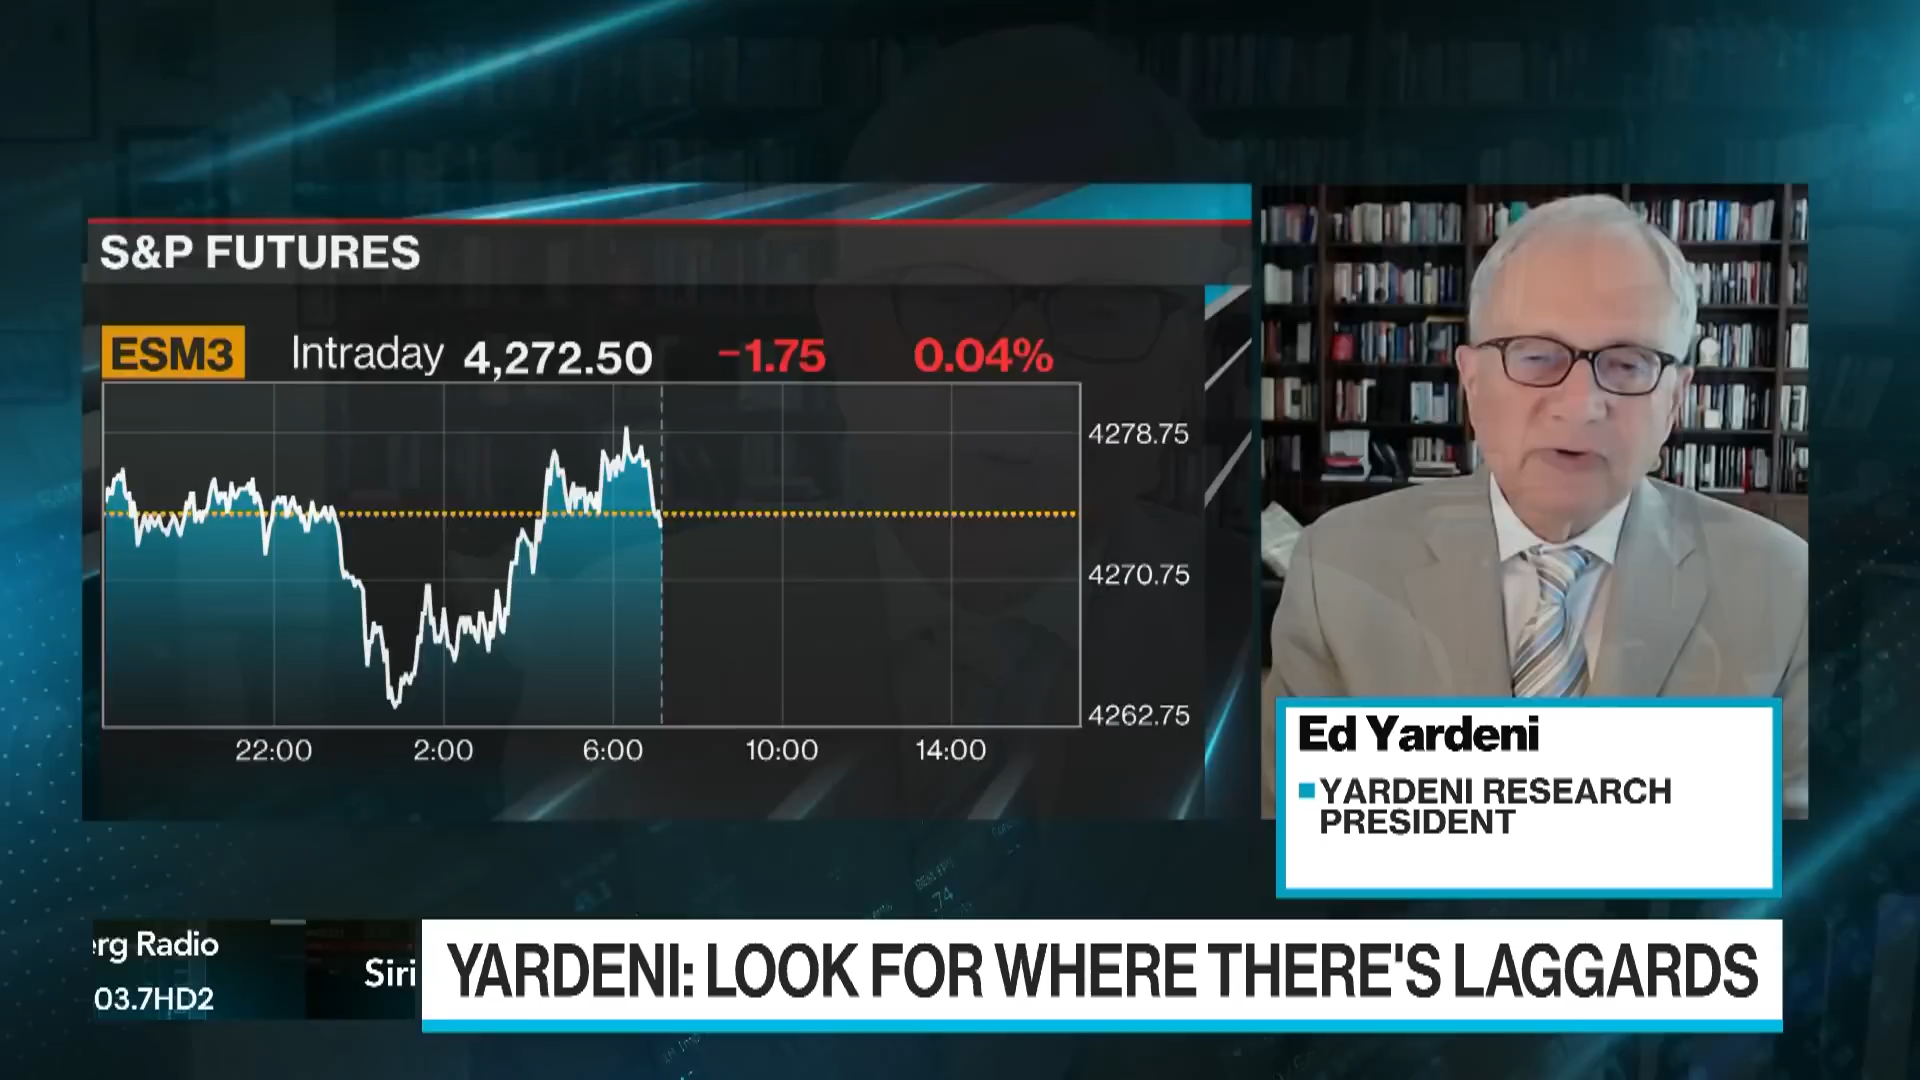 S&P FUTURES
ESM3 Intraday 4,272.50 −1.75 0.04%
4278.75
4270.75
4262.75
22:00 2:00 6:00 10:00 14:00
Ed Yardeni
YARDENI RESEARCH
PRESIDENT
erg Radio
03.7HD2
Siri
YARDENI: LOOK FOR WHERE THERE'S LAGGARDS